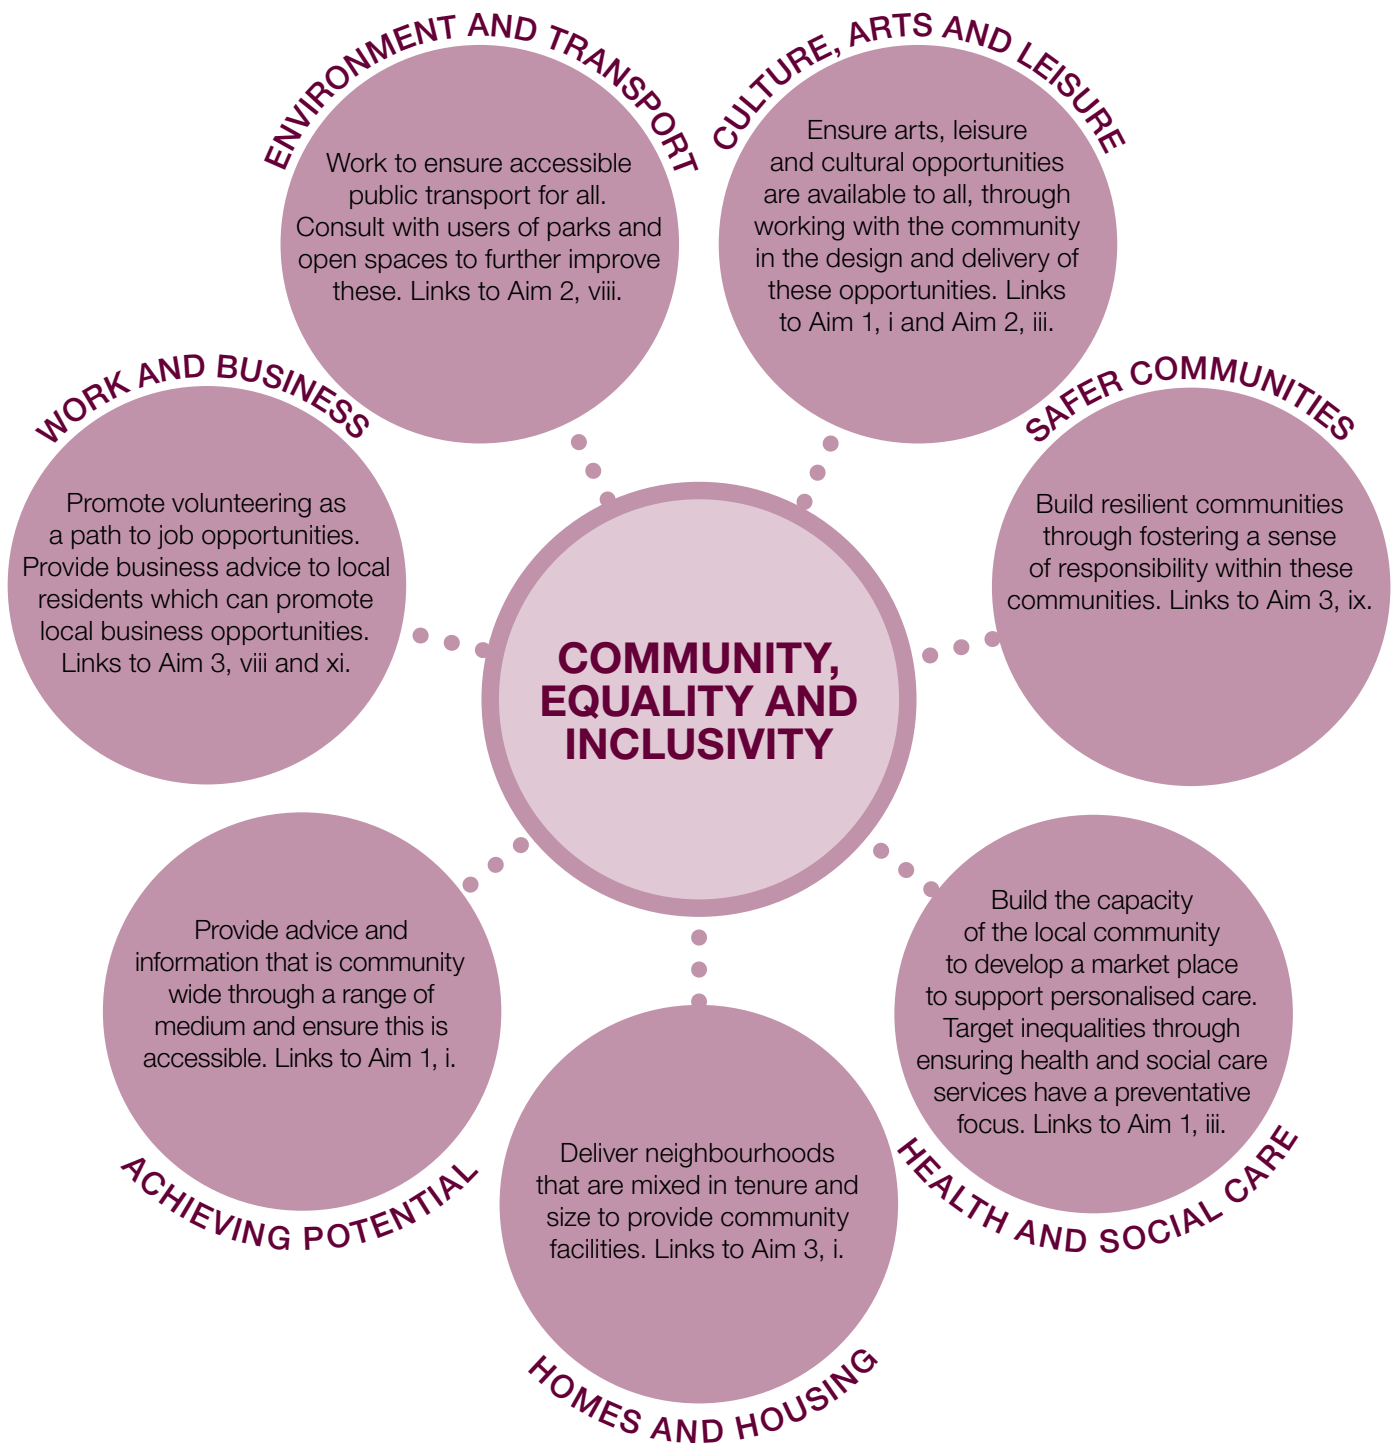 ENVIRONMENT AND TRANSPORT
Work to ensure accessible
public transport for all.
Consult with users of parks and
open spaces to further improve
these. Links to Aim 2, viii.
CULTURE, ARTS AND LEISURE
Ensure arts, leisure
and cultural opportunities
are available to all, through
working with the community
in the design and delivery of
these opportunities. Links
to Aim 1, i and Aim 2, iii.
WORK AND BUSINESS
Promote volunteering as
a path to job opportunities.
Provide business advice to local
residents which can promote
local business opportunities.
Links to Aim 3, viii and xi.
SAFER COMMUNITIES
Build resilient communities
through fostering a sense
of responsibility within these
communities. Links to Aim 3, ix.
COMMUNITY,
EQUALITY AND
INCLUSIVITY
Provide advice and
information that is community
wide through a range of
medium and ensure this is
accessible. Links to Aim 1, i.
ACHIEVING POTENTIAL
Build the capacity
of the local community
to develop a market place
to support personalised care.
Target inequalities through
ensuring health and social care
services have a preventative
focus. Links to Aim 1, iii.
HEALTH AND SOCIAL CARE
Deliver neighbourhoods
that are mixed in tenure and
size to provide community
facilities. Links to Aim 3, i.
HOMES AND HOUSING